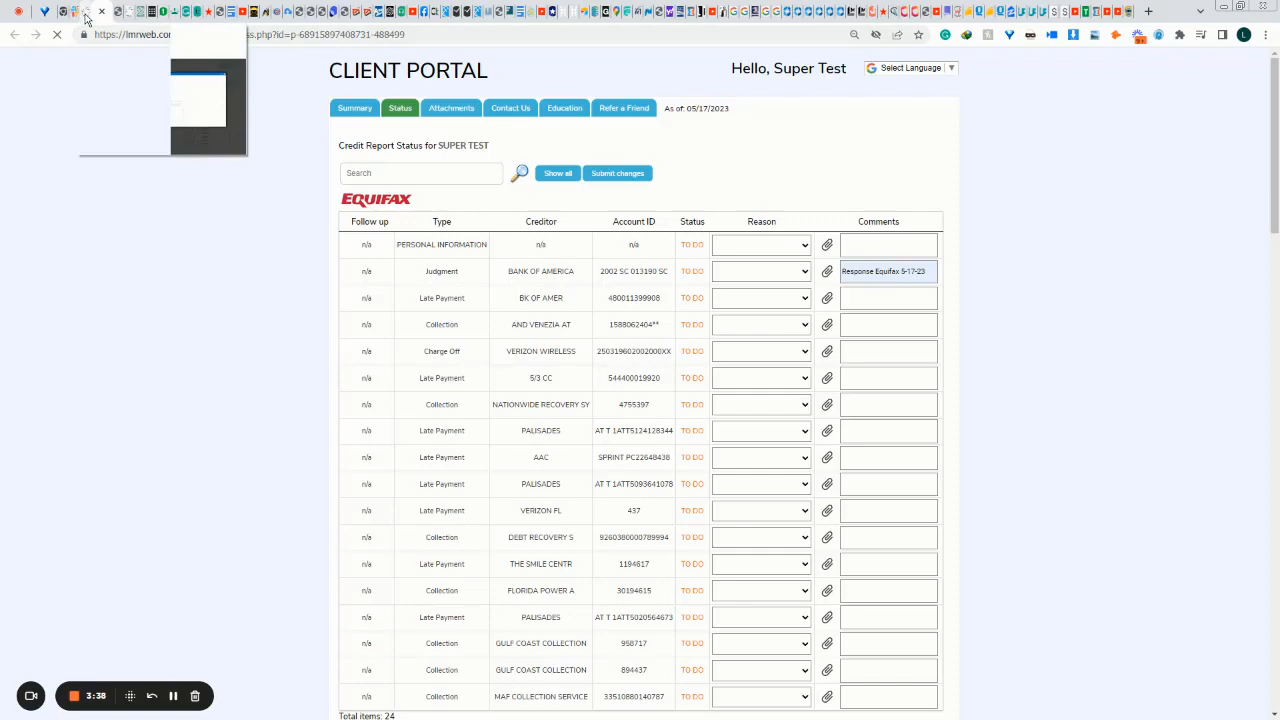 https://lmrweb.com
ss.php?id=p-68915897408731-488499
L
CLIENT PORTAL
Hello, Super Test
G Select Language ▼
Summary Status Attachments Contact Us Education Refer a Friend As of: 05/17/2023
Credit Report Status for SUPER TEST
Search Show all Submit changes
EQUIFAX
Follow up Type Creditor Account ID Status Reason Comments
n/a PERSONAL INFORMATION n/a n/a TO DO
n/a Judgment BANK OF AMERICA 2002 SC 013190 SC TO DO Response Equifax 5-17-23
n/a Late Payment BK OF AMER 480011399908 TO DO
n/a Collection AND VENEZIA AT 1588062404** TO DO
n/a Charge Off VERIZON WIRELESS 250319602002000XX TO DO
n/a Late Payment 5/3 CC 544400019920 TO DO
n/a Collection NATIONWIDE RECOVERY SY 4755397 TO DO
n/a Late Payment PALISADES AT T 1ATT5124128344 TO DO
n/a Late Payment AAC SPRINT PC22648438 TO DO
n/a Late Payment PALISADES AT T 1ATT5093641078 TO DO
n/a Late Payment VERIZON FL 437 TO DO
n/a Collection DEBT RECOVERY S 9260380000789994 TO DO
n/a Late Payment THE SMILE CENTR 1194617 TO DO
n/a Collection FLORIDA POWER A 30194615 TO DO
n/a Late Payment PALISADES AT T 1ATT5020564673 TO DO
n/a Collection GULF COAST COLLECTION 958717 TO DO
n/a Collection GULF COAST COLLECTION 894437 TO DO
n/a Collection MAF COLLECTION SERVICE 33510880140787 TO DO
Total items: 24
3:38